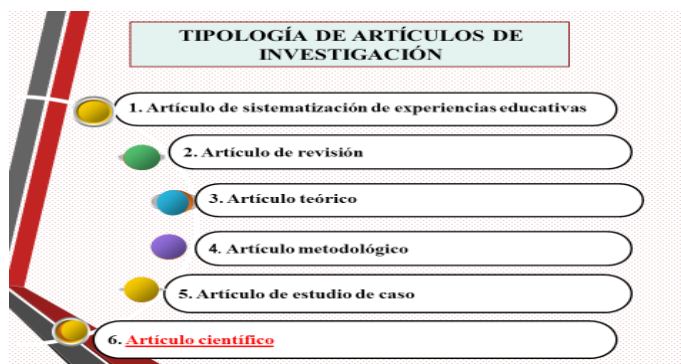 TIPOLOGÍA DE ARTÍCULOS DE
INVESTIGACIÓN
1. Artículo de sistematización de experiencias educativas
2. Artículo de revisión
3. Artículo teórico
4. Artículo metodológico
5. Artículo de estudio de caso
6. Artículo científico